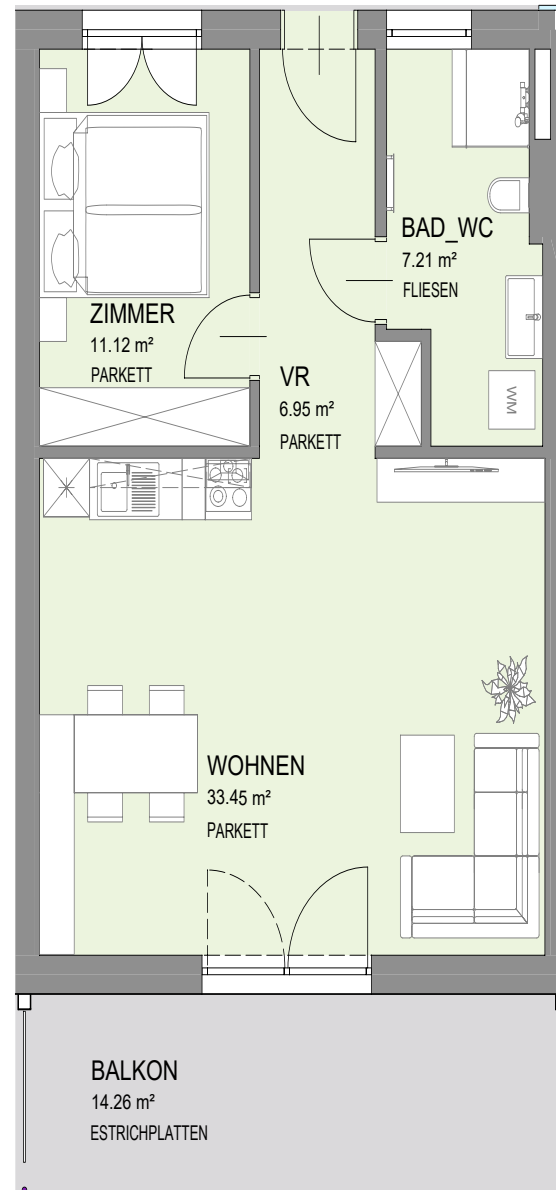 BAD_WC
7.21 m²
FLIESEN
ZIMMER
11.12 m²
PARKETT
VR
6.95 m²
PARKETT
WM
WOHNEN
33.45 m²
PARKETT
BALKON
14.26 m²
ESTRICHPLATTEN